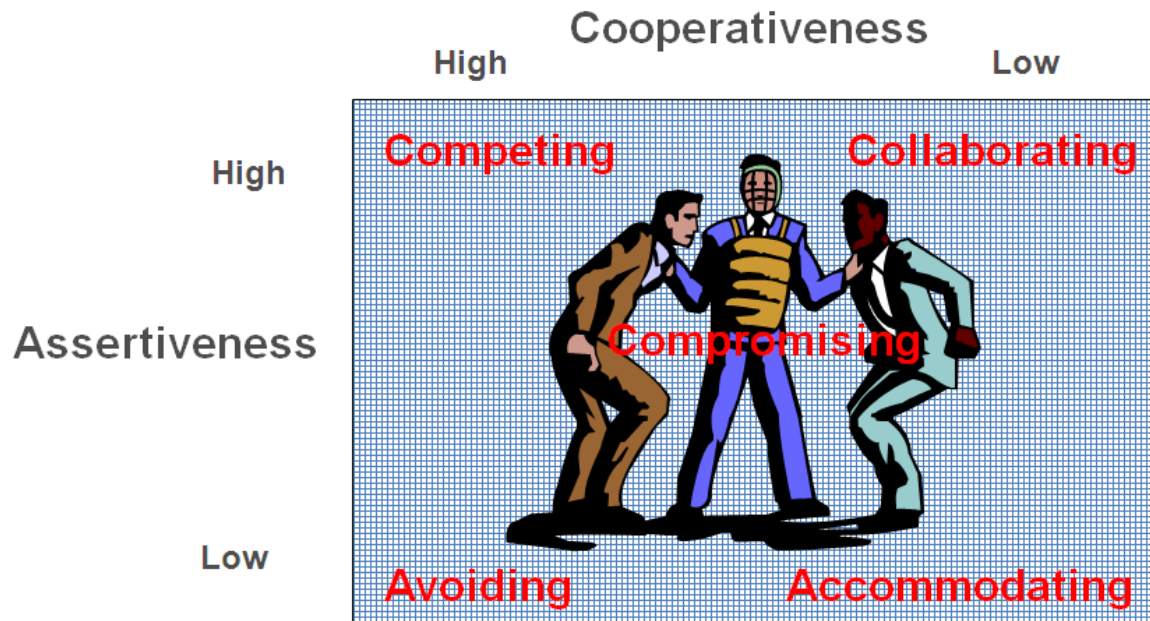 Cooperativeness
High Low
Competing Collaborating
High
Assertiveness Compromising
Low
Avoiding Accommodating